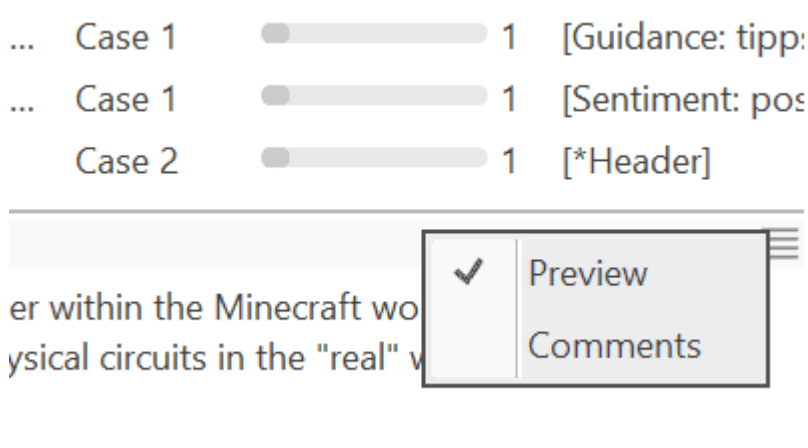 ... Case 1 1 [Guidance: tipps
... Case 1 1 [Sentiment: pos
Case 2 1 [*Header]
Preview
er within the Minecraft wo
Comments
ysical circuits in the "real" w